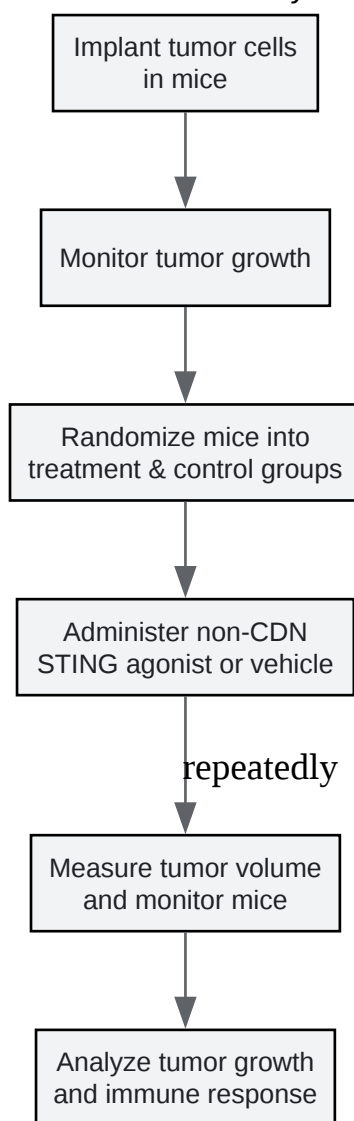 Implant tumor cells
in mice
Monitor tumor growth
Randomize mice into
treatment & control groups
Administer non-CDN
STING agonist or vehicle
repeatedly
Measure tumor volume
and monitor mice
Analyze tumor growth
and immune response